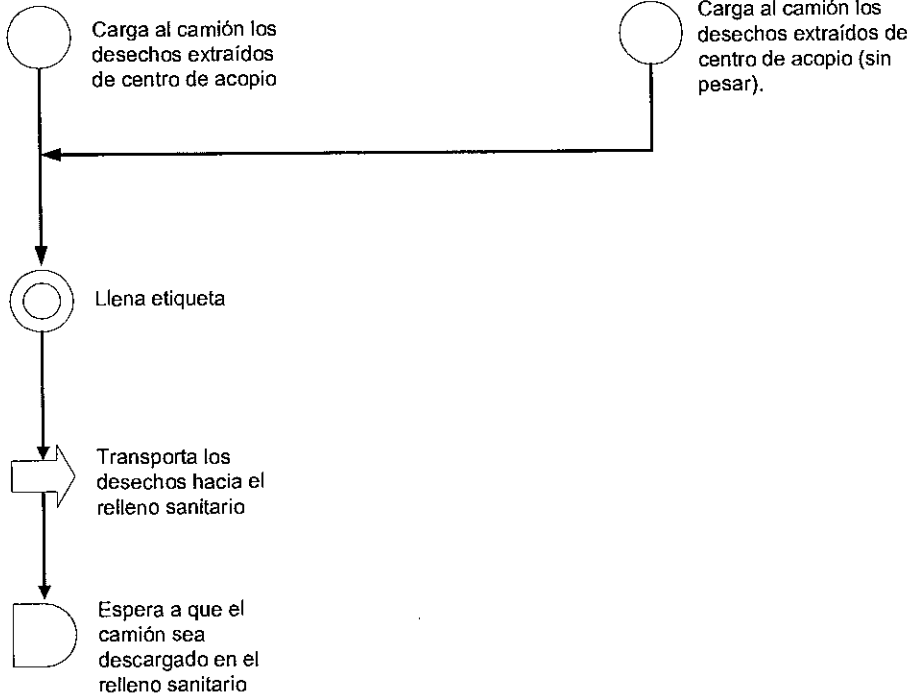 Carga al camión los
desechos extraídos
de centro de acopio
Carga al camión los
desechos extraídos de
centro de acopio (sin
pesar).
Llena etiqueta
Transporta los
desechos hacia el
relleno sanitario
Espera a que el
camión sea
descargado en el
relleno sanitario